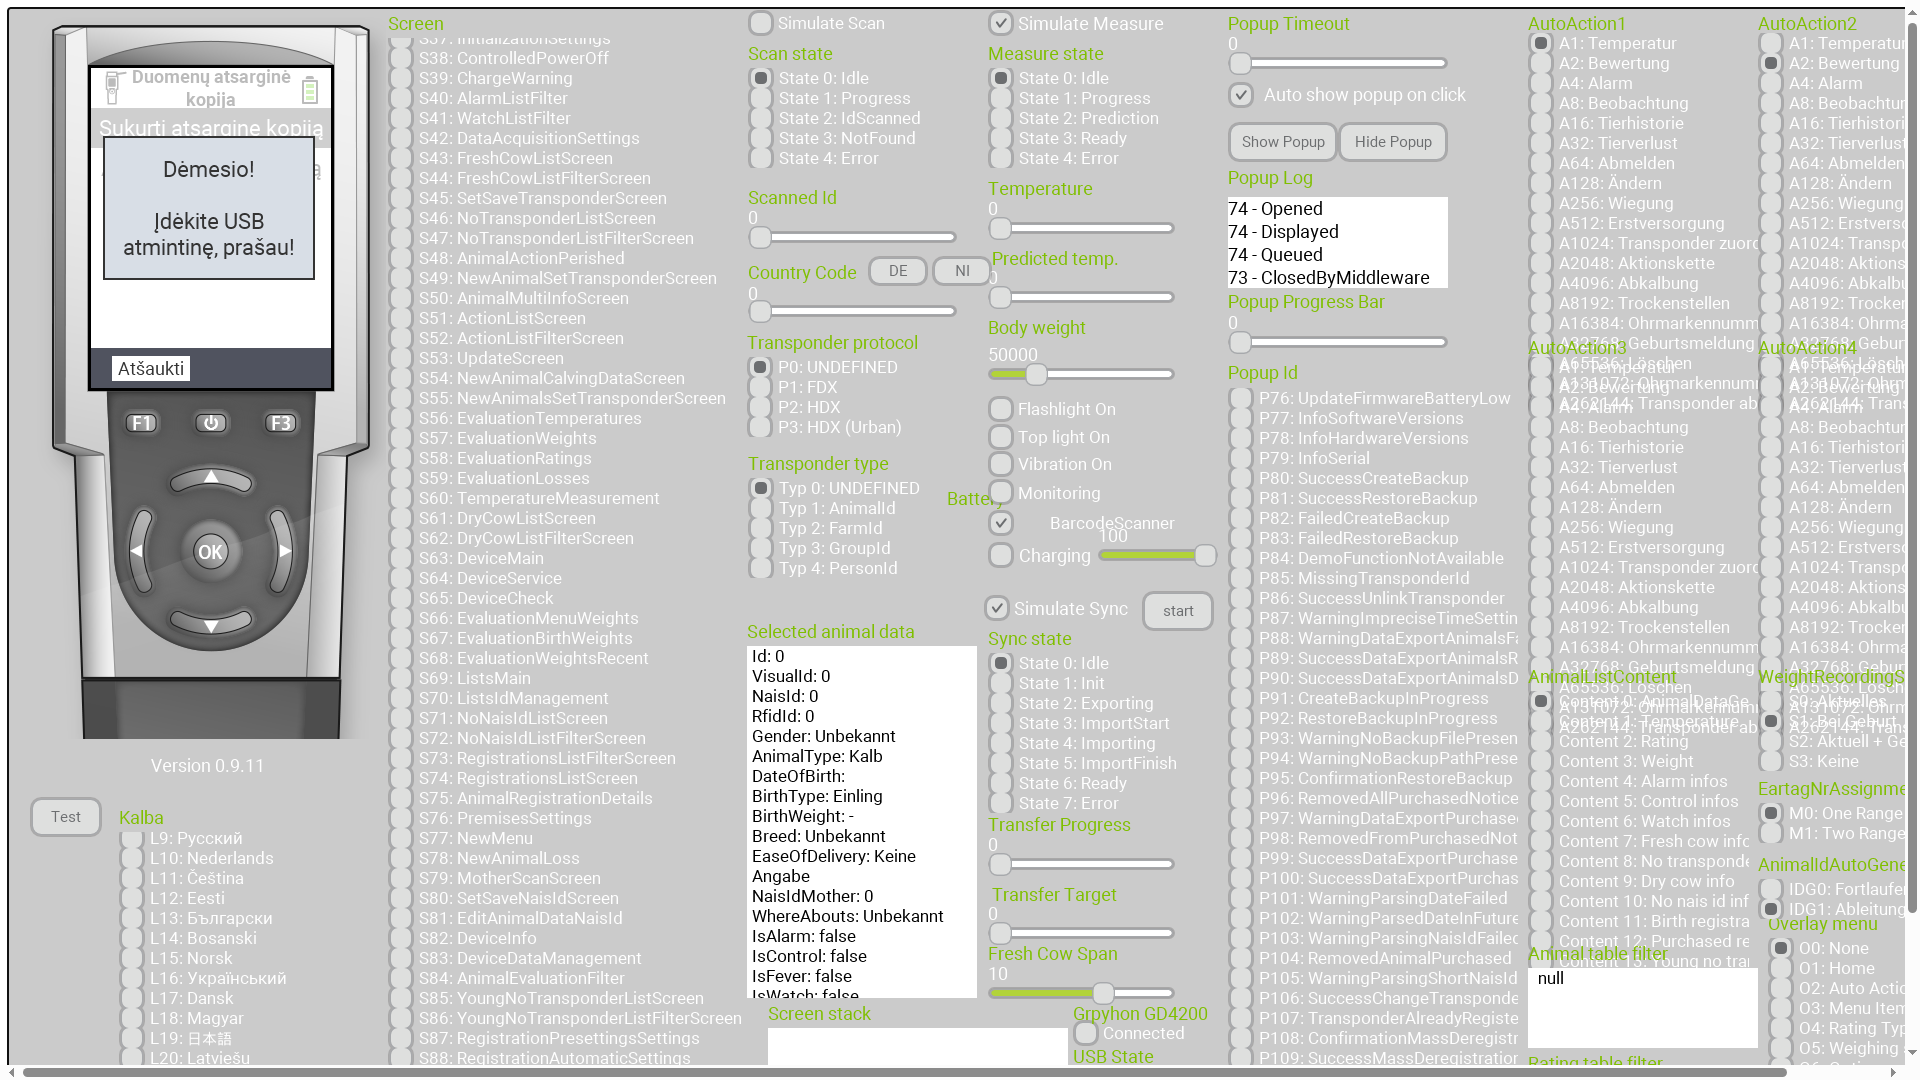 Duomenų atsarginė
kopija
Sukurti atsarginę kopiją
Dėmesio!
Įdėkite USB
atmintinę, prašau!
Atšaukti
F1
F3
OK
Version 0.9.11
Test
Kalba
L9: Русский
L10: Nederlands
L11: Čeština
L12: Eesti
L13: Български
L14: Bosanski
L15: Norsk
L16: Український
L17: Dansk
L18: Magyar
L19: 日本語
L20: Latviešu
Screen
S37: InitializationSettings
S38: ControlledPowerOff
S39: ChargeWarning
S40: AlarmListFilter
S41: WatchListFilter
S42: DataAcquisitionSettings
S43: FreshCowListScreen
S44: FreshCowListFilterScreen
S45: SetSaveTransponderScreen
S46: NoTransponderListScreen
S47: NoTransponderListFilterScreen
S48: AnimalActionPerished
S49: NewAnimalSetTransponderScreen
S50: AnimalMultiInfoScreen
S51: ActionListScreen
S52: ActionListFilterScreen
S53: UpdateScreen
S54: NewAnimalCalvingDataScreen
S55: NewAnimalsSetTransponderScreen
S56: EvaluationTemperatures
S57: EvaluationWeights
S58: EvaluationRatings
S59: EvaluationLosses
S60: TemperatureMeasurement
S61: DryCowListScreen
S62: DryCowListFilterScreen
S63: DeviceMain
S64: DeviceService
S65: DeviceCheck
S66: EvaluationMenuWeights
S67: EvaluationBirthWeights
S68: EvaluationWeightsRecent
S69: ListsMain
S70: ListsIdManagement
S71: NoNaisIdListScreen
S72: NoNaisIdListFilterScreen
S73: RegistrationsListFilterScreen
S74: RegistrationsListScreen
S75: AnimalRegistrationDetails
S76: PremisesSettings
S77: NewMenu
S78: NewAnimalLoss
S79: MotherScanScreen
S80: SetSaveNaisIdScreen
S81: EditAnimalDataNaisId
S82: DeviceInfo
S83: DeviceDataManagement
S84: AnimalEvaluationFilter
S85: YoungNoTransponderListScreen
S86: YoungNoTransponderListFilterScreen
S87: RegistrationPresettingsSettings
S88: RegistrationAutomaticSettings
Simulate Scan
Scan state
State 0: Idle
State 1: Progress
State 2: IdScanned
State 3: NotFound
State 4: Error
Scanned Id
0
Country Code
DE
NI
0
Transponder protocol
P0: UNDEFINED
P1: FDX
P2: HDX
P3: HDX (Urban)
Transponder type
Typ 0: UNDEFINED
Typ 1: AnimalId
Typ 2: FarmId
Typ 3: GroupId
Typ 4: PersonId
Selected animal data
Id: 0
VisualId: 0
NaisId: 0
RfidId: 0
Gender: Unbekannt
AnimalType: Kalb
DateOfBirth:
BirthType: Einling
BirthWeight: -
Breed: Unbekannt
EaseOfDelivery: Keine
Angabe
NaisIdMother: 0
WhereAbouts: Unbekannt
IsAlarm: false
IsControl: false
IsFever: false
IsWatch: false
Screen stack
Simulate Measure
Measure state
State 0: Idle
State 1: Progress
State 2: Prediction
State 3: Ready
State 4: Error
Temperature
0
Predicted temp.
0
Body weight
50000
Flashlight On
Top light On
Vibration On
Monitoring
Battery
BarcodeScanner
100
Charging
Simulate Sync
start
Sync state
State 0: Idle
State 1: Init
State 2: Exporting
State 3: ImportStart
State 4: Importing
State 5: ImportFinish
State 6: Ready
State 7: Error
Transfer Progress
0
Transfer Target
0
Fresh Cow Span
10
Grpyhon GD4200
Connected
USB State
Popup Timeout
0
Auto show popup on click
Show Popup
Hide Popup
Popup Log
74 - Opened
74 - Displayed
74 - Queued
73 - ClosedByMiddleware
Popup Progress Bar
0
Popup Id
P76: UpdateFirmwareBatteryLow
P77: InfoSoftwareVersions
P78: InfoHardwareVersions
P79: InfoSerial
P80: SuccessCreateBackup
P81: SuccessRestoreBackup
P82: FailedCreateBackup
P83: FailedRestoreBackup
P84: DemoFunctionNotAvailable
P85: MissingTransponderId
P86: SuccessUnlinkTransponder
P87: WarningImpreciseTimeSettin
P88: WarningDataExportAnimalsFa
P89: SuccessDataExportAnimalsR
P90: SuccessDataExportAnimalsD
P91: CreateBackupInProgress
P92: RestoreBackupInProgress
P93: WarningNoBackupFilePresen
P94: WarningNoBackupPathPrese
P95: ConfirmationRestoreBackup
P96: RemovedAllPurchasedNotice
P97: WarningDataExportPurchase
P98: RemovedFromPurchasedNot
P99: SuccessDataExportPurchase
P100: SuccessDataExportPurchas
P101: WarningParsingDateFailed
P102: WarningParsedDateInFuture
P103: WarningParsingNaisIdFailed
P104: RemovedAnimalPurchased
P105: WarningParsingShortNaisId
P106: SuccessChangeTransponde
P107: TransponderAlreadyRegiste
P108: ConfirmationMassDeregistr
P109: SuccessMassDeregistration
AutoAction1
A1: Temperatur
A2: Bewertung
A4: Alarm
A8: Beobachtung
A16: Tierhistorie
A32: Tierverlust
A64: Abmelden
A128: Ändern
A256: Wiegung
A512: Erstversorgung
A1024: Transponder zuord
A2048: Aktionskette
A4096: Abkalbung
A8192: Trockenstellen
A16384: Ohrmarkennumm
A32768: Geburtsmeldung
A65536: Löschen
A131072: Ohrmarkennum
A262144: Transponder ab
AutoAction3
A1: Temperatur
A2: Bewertung
A4: Alarm
A8: Beobachtung
A16: Tierhistorie
A32: Tierverlust
A64: Abmelden
A128: Ändern
A256: Wiegung
A512: Erstversorgung
A1024: Transponder zuord
A2048: Aktionskette
A4096: Abkalbung
A8192: Trockenstellen
A16384: Ohrmarkennumm
A32768: Geburtsmeldung
A65536: Löschen
A131072: Ohrmarkennum
A262144: Transponder ab
AnimalListContent
Content 0: AnimalDataGe
Content 1: Temperature
Content 2: Rating
Content 3: Weight
Content 4: Alarm infos
Content 5: Control infos
Content 6: Watch infos
Content 7: Fresh cow info
Content 8: No transponde
Content 9: Dry cow info
Content 10: No nais id inf
Content 11: Birth registra
Content 12: Purchased re
Content 13: Young no tran
Animal table filter
null
Rating table filter
AutoAction2
A1: Temperatur
A2: Bewertung
A4: Alarm
A8: Beobachtun
A16: Tierhistori
A32: Tierverlust
A64: Abmelden
A128: Ändern
A256: Wiegung
A512: Erstverso
A1024: Transpo
A2048: Aktions
A4096: Abkalbu
A8192: Trocken
A16384: Ohrma
A32768: Gebur
A65536: Lösch
A131072: Ohrm
A262144: Trans
AutoAction4
A1: Temperatur
A2: Bewertung
A4: Alarm
A8: Beobachtun
A16: Tierhistori
A32: Tierverlust
A64: Abmelden
A128: Ändern
A256: Wiegung
A512: Erstverso
A1024: Transpo
A2048: Aktions
A4096: Abkalbu
A8192: Trocken
A16384: Ohrma
A32768: Gebur
A65536: Lösch
A131072: Ohrm
A262144: Trans
WeightRecordingS
S0: Aktuelles
S1: Bei Geburt
S2: Aktuell + Ge
S3: Keine
EartagNrAssignme
M0: One Range
M1: Two Range
AnimalIdAutoGene
IDG0: Fortlaufen
IDG1: Ableitung
Overlay menu
O0: None
O1: Home
O2: Auto Actio
O3: Menu Item
O4: Rating Typ
O5: Weighing